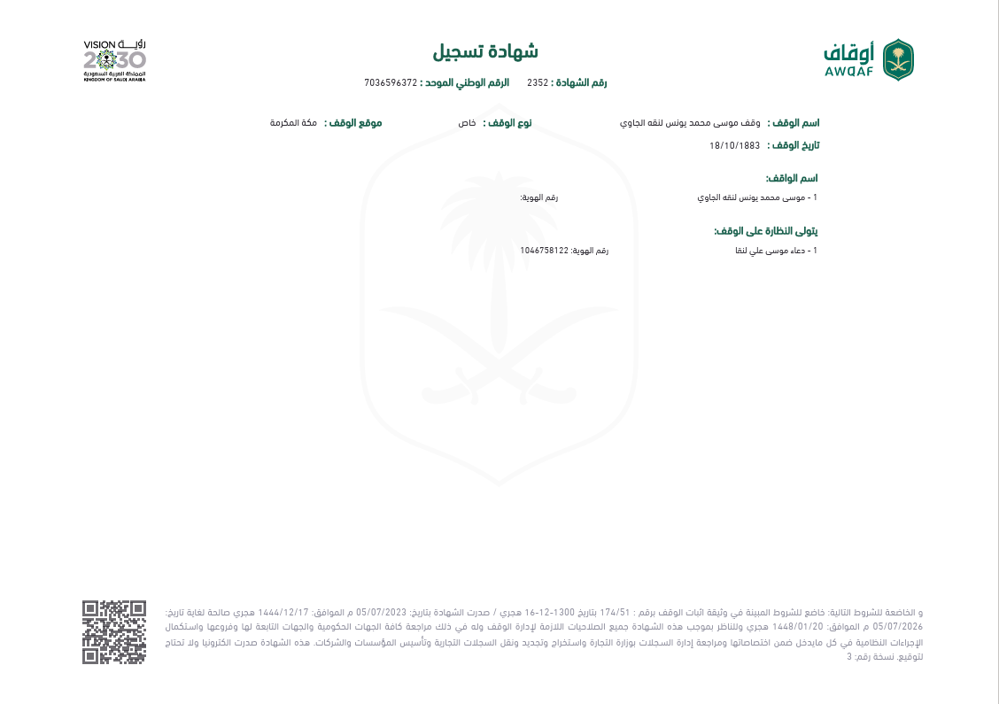 رؤيــــة VISION
2030
المملكة العربية السعودية
KINGDOM OF SAUDI ARABIA
شهادة تسجيل
أوقاف
AWQAF
رقم الشهادة : 2352 الرقم الوطني الموحد : 7036596372
اسم الوقف : وقف موسى محمد يونس لنقه الجاوي نوع الوقف : خاص موقع الوقف : مكة المكرمة
تاريخ الوقف : 18/10/1883
اسم الواقف:
1 - موسى محمد يونس لنقه الجاوي رقم الهوية:
يتولى النظارة على الوقف:
1 - دعاء موسى علي لنقا رقم الهوية: 1046758122
و الخاضعة للشروط التالية: خاضع للشروط المبينة في وثيقة اثبات الوقف برقم : 174/51 بتاريخ 1300-12-16 هجري / صدرت الشهادة بتاريخ: 05/07/2023 م الموافق: 1444/12/17 هجري صالحة لغاية تاريخ:
05/07/2026 م الموافق: 1448/01/20 هجري وللناظر بموجب هذه الشهادة جميع الصلاحيات اللازمة لإدارة الوقف وله في ذلك مراجعة كافة الجهات الحكومية والجهات التابعة لها وفروعها واستكمال
الإجراءات النظامية في كل مايدخل ضمن اختصاصاتها ومراجعة إدارة السجلات بوزارة التجارة واستخراج وتجديد ونقل السجلات التجارية وتأسيس المؤسسات والشركات. هذه الشهادة صدرت الكترونيا ولا تحتاج
لتوقيع. نسخة رقم: 3